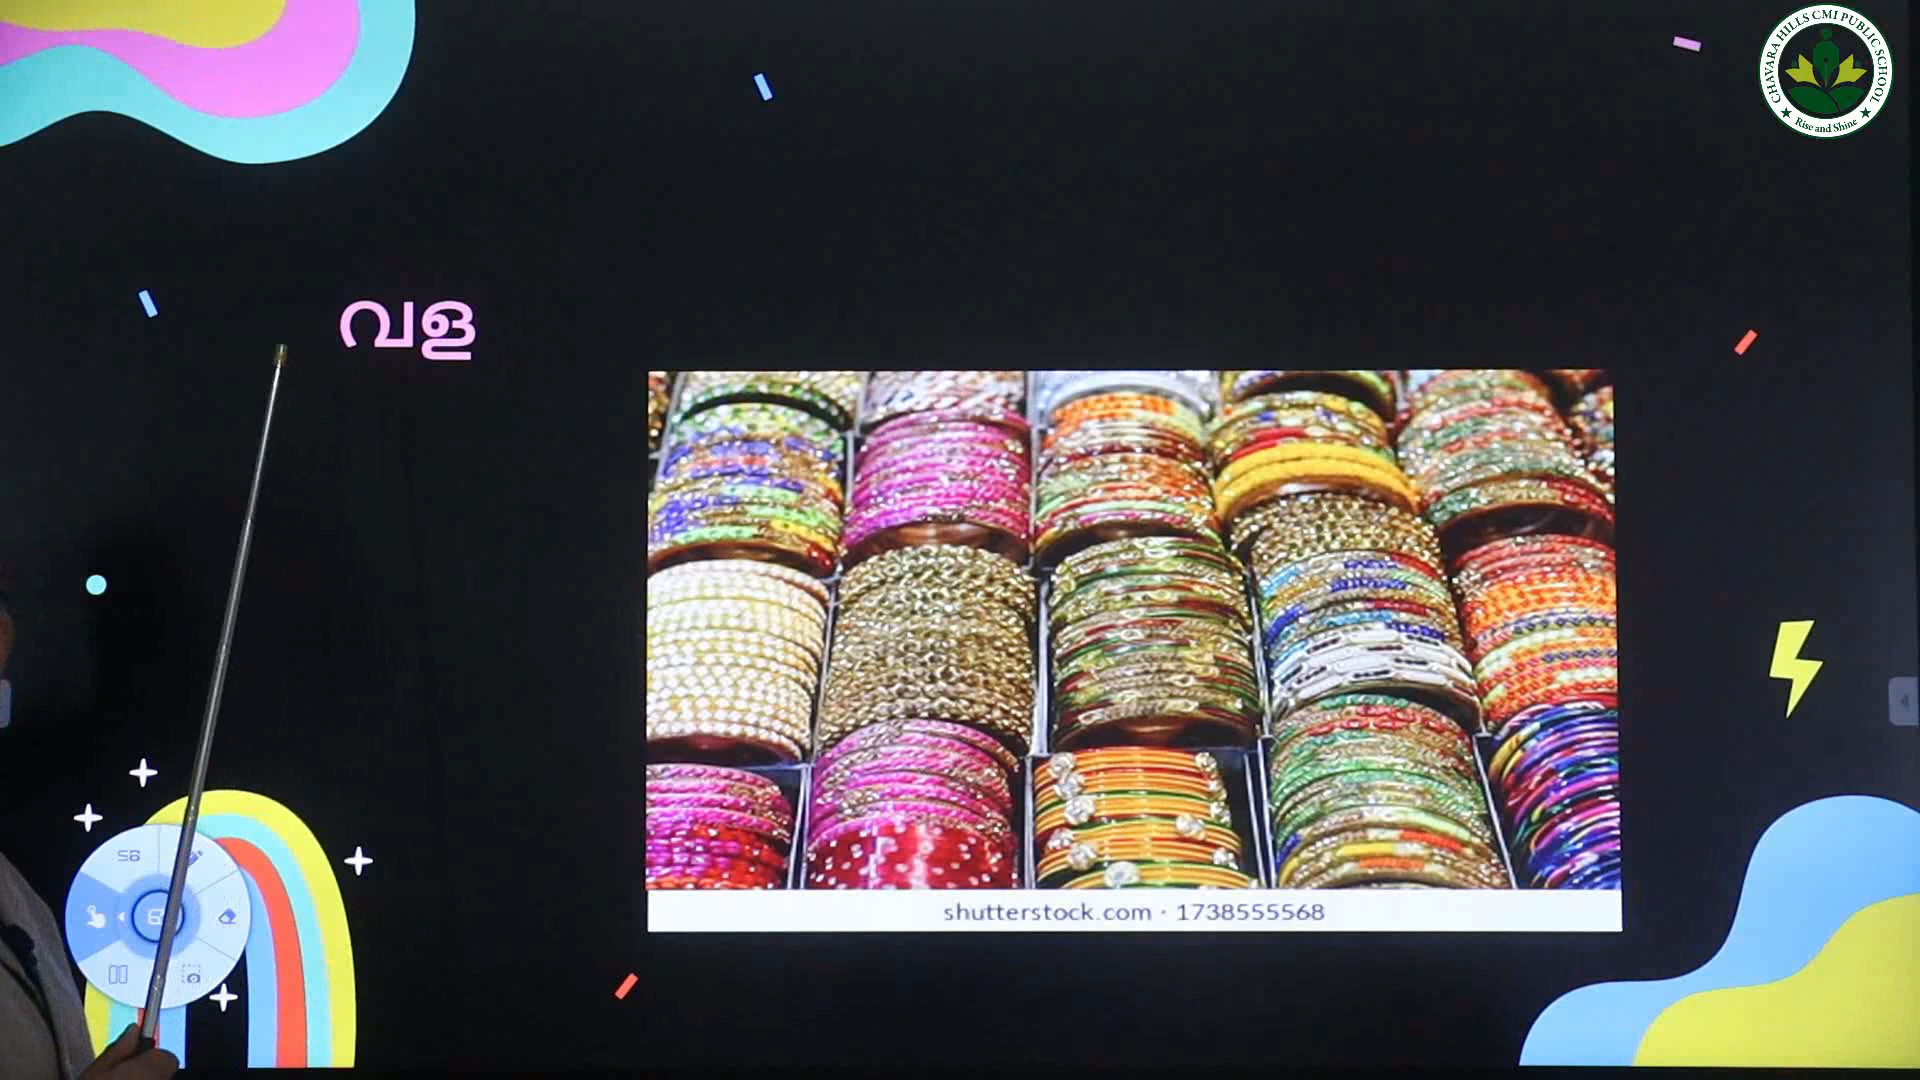 CHAVARA HILLS CMI PUBLIC SCHOOL
Rise and Shine
വള
shutterstock.com · 1738555568